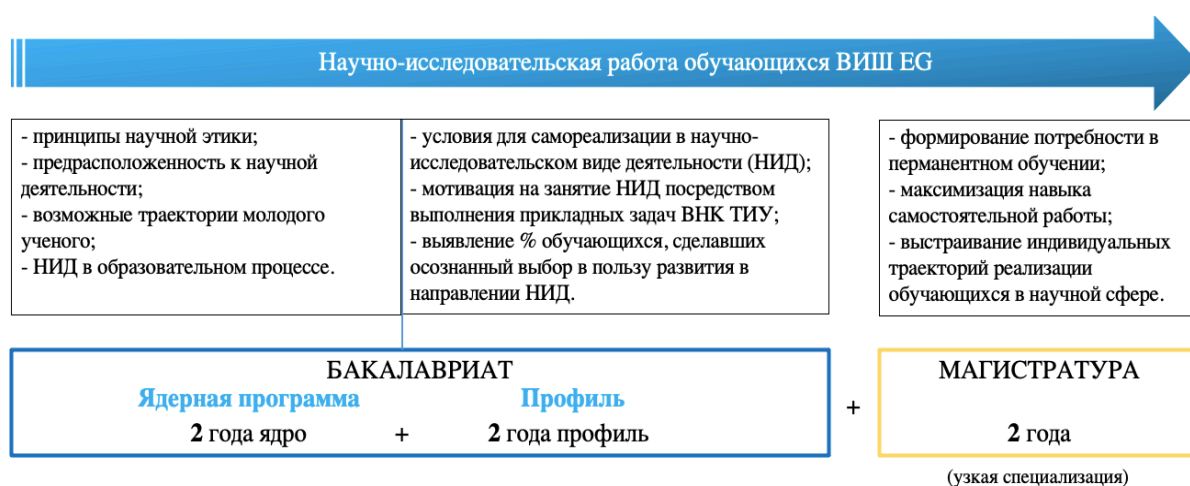 Научно-исследовательская работа обучающихся ВИШ EG
- принципы научной этики;
- предрасположенность к научной
деятельности;
- возможные траектории молодого
ученого;
- НИД в образовательном процессе.
- условия для самореализации в научно-
исследовательском виде деятельности (НИД);
- мотивация на занятие НИД посредством
выполнения прикладных задач ВНК ТИУ;
- выявление % обучающихся, сделавших
осознанный выбор в пользу развития в
направлении НИД.
- формирование потребности в
перманентном обучении;
- максимизация навыка
самостоятельной работы;
- выстраивание индивидуальных
траекторий реализации
обучающихся в научной сфере.
БАКАЛАВРИАТ
Ядерная программа Профиль
2 года ядро + 2 года профиль
+
МАГИСТРАТУРА
2 года
(узкая специализация)